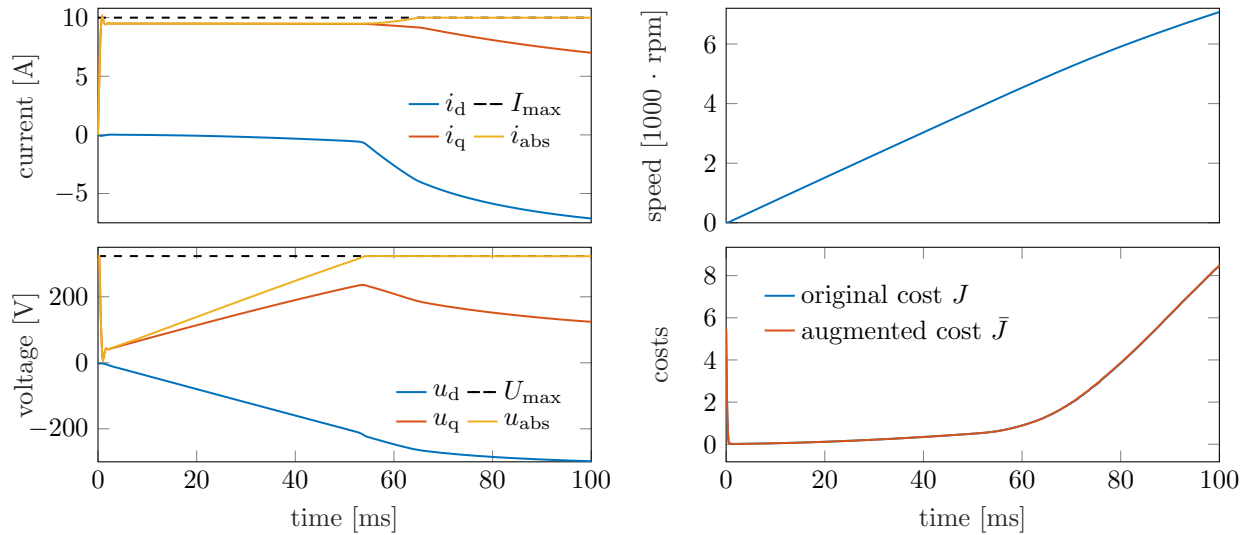 current [A]
10
5
0
−5
i_d
I_max
i_q
i_abs
speed [1000 · rpm]
6
4
2
0
voltage [V]
200
0
−200
u_d
U_max
u_q
u_abs
0 20 40 60 80 100
time [ms]
costs
8
6
4
2
0
original cost J
augmented cost J̄
0 20 40 60 80 100
time [ms]